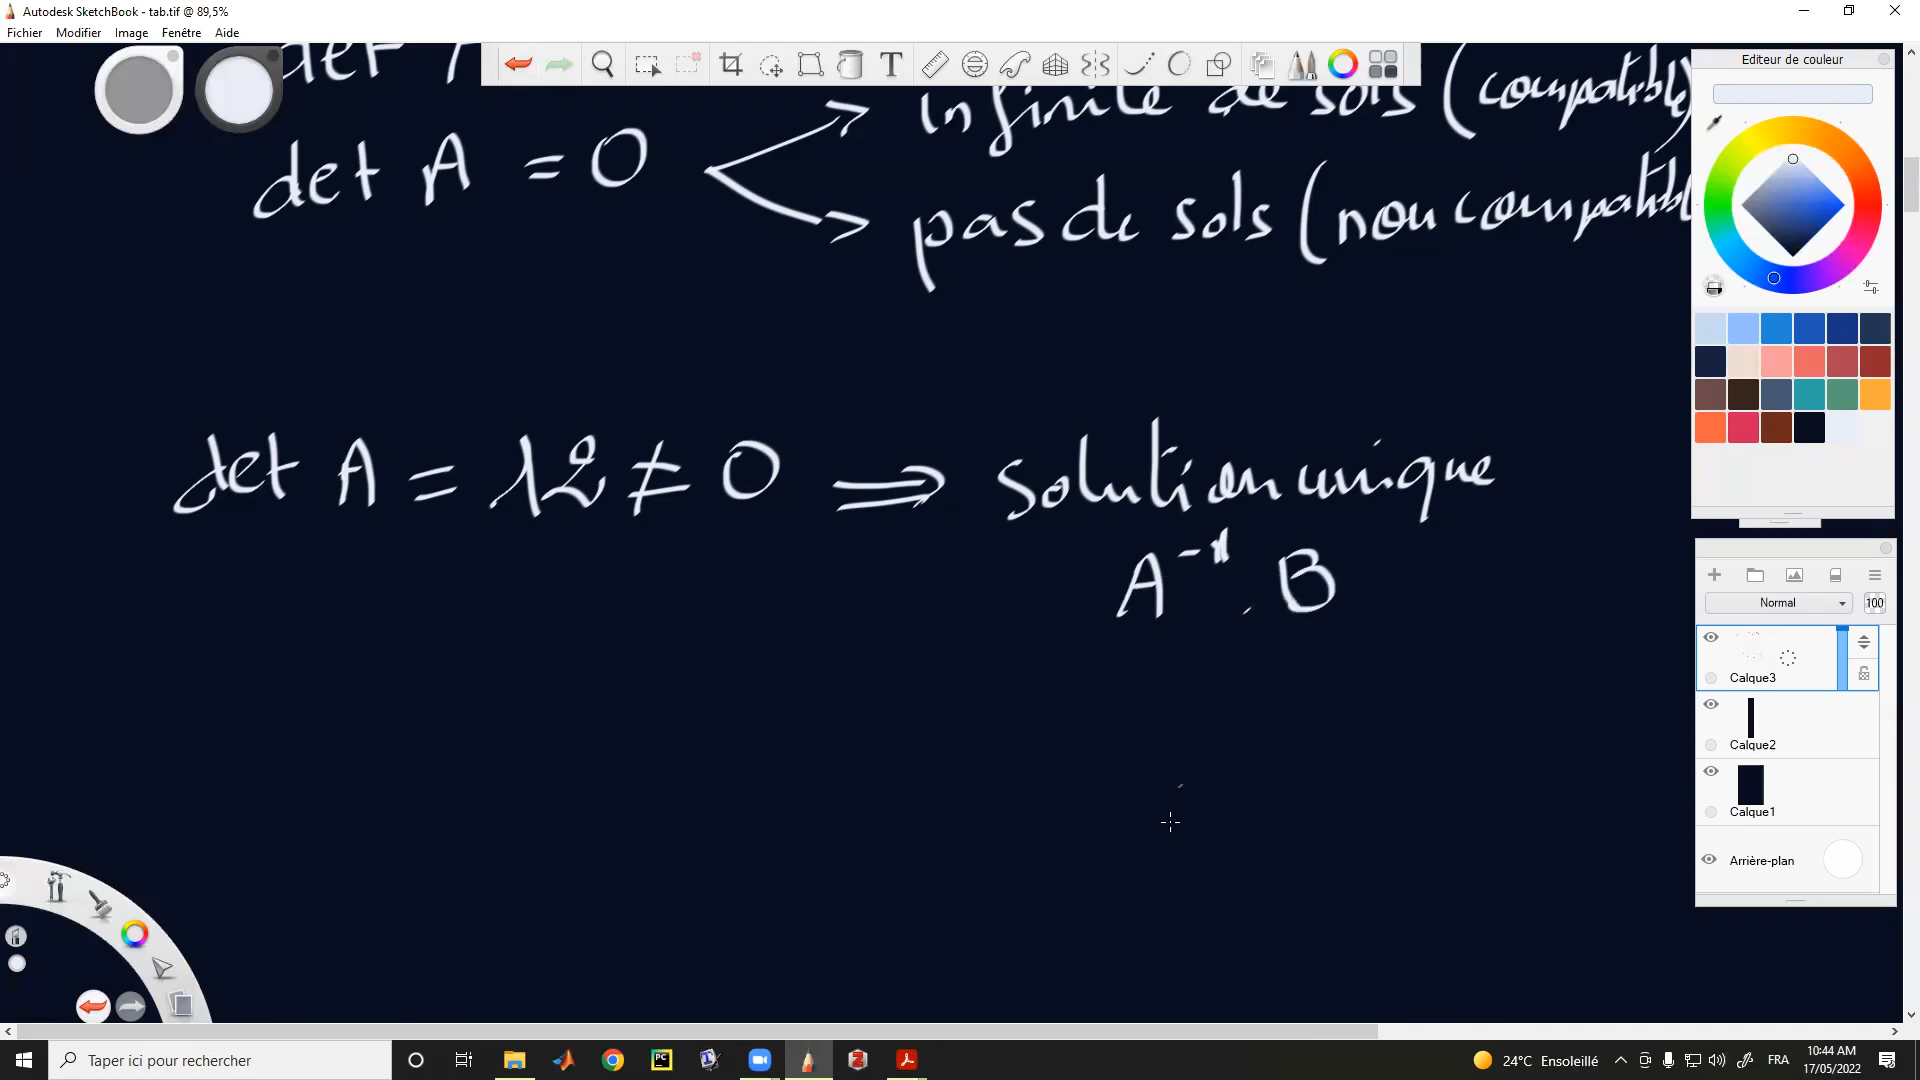 Autodesk SketchBook - tab.tif @ 89,5%
Fichier Modifier Image Fenêtre Aide
Editeur de couleur
det
infinité de sols (compatible)
det A = 0
pas de sols (non compatible
det A = 12 ≠ 0 ⟹ solution unique
A⁻¹ . B
Normal
100
Calque3
Calque2
Calque1
Arrière-plan
Taper ici pour rechercher
PC
24°C Ensoleillé
FRA
10:44 AM
17/05/2022